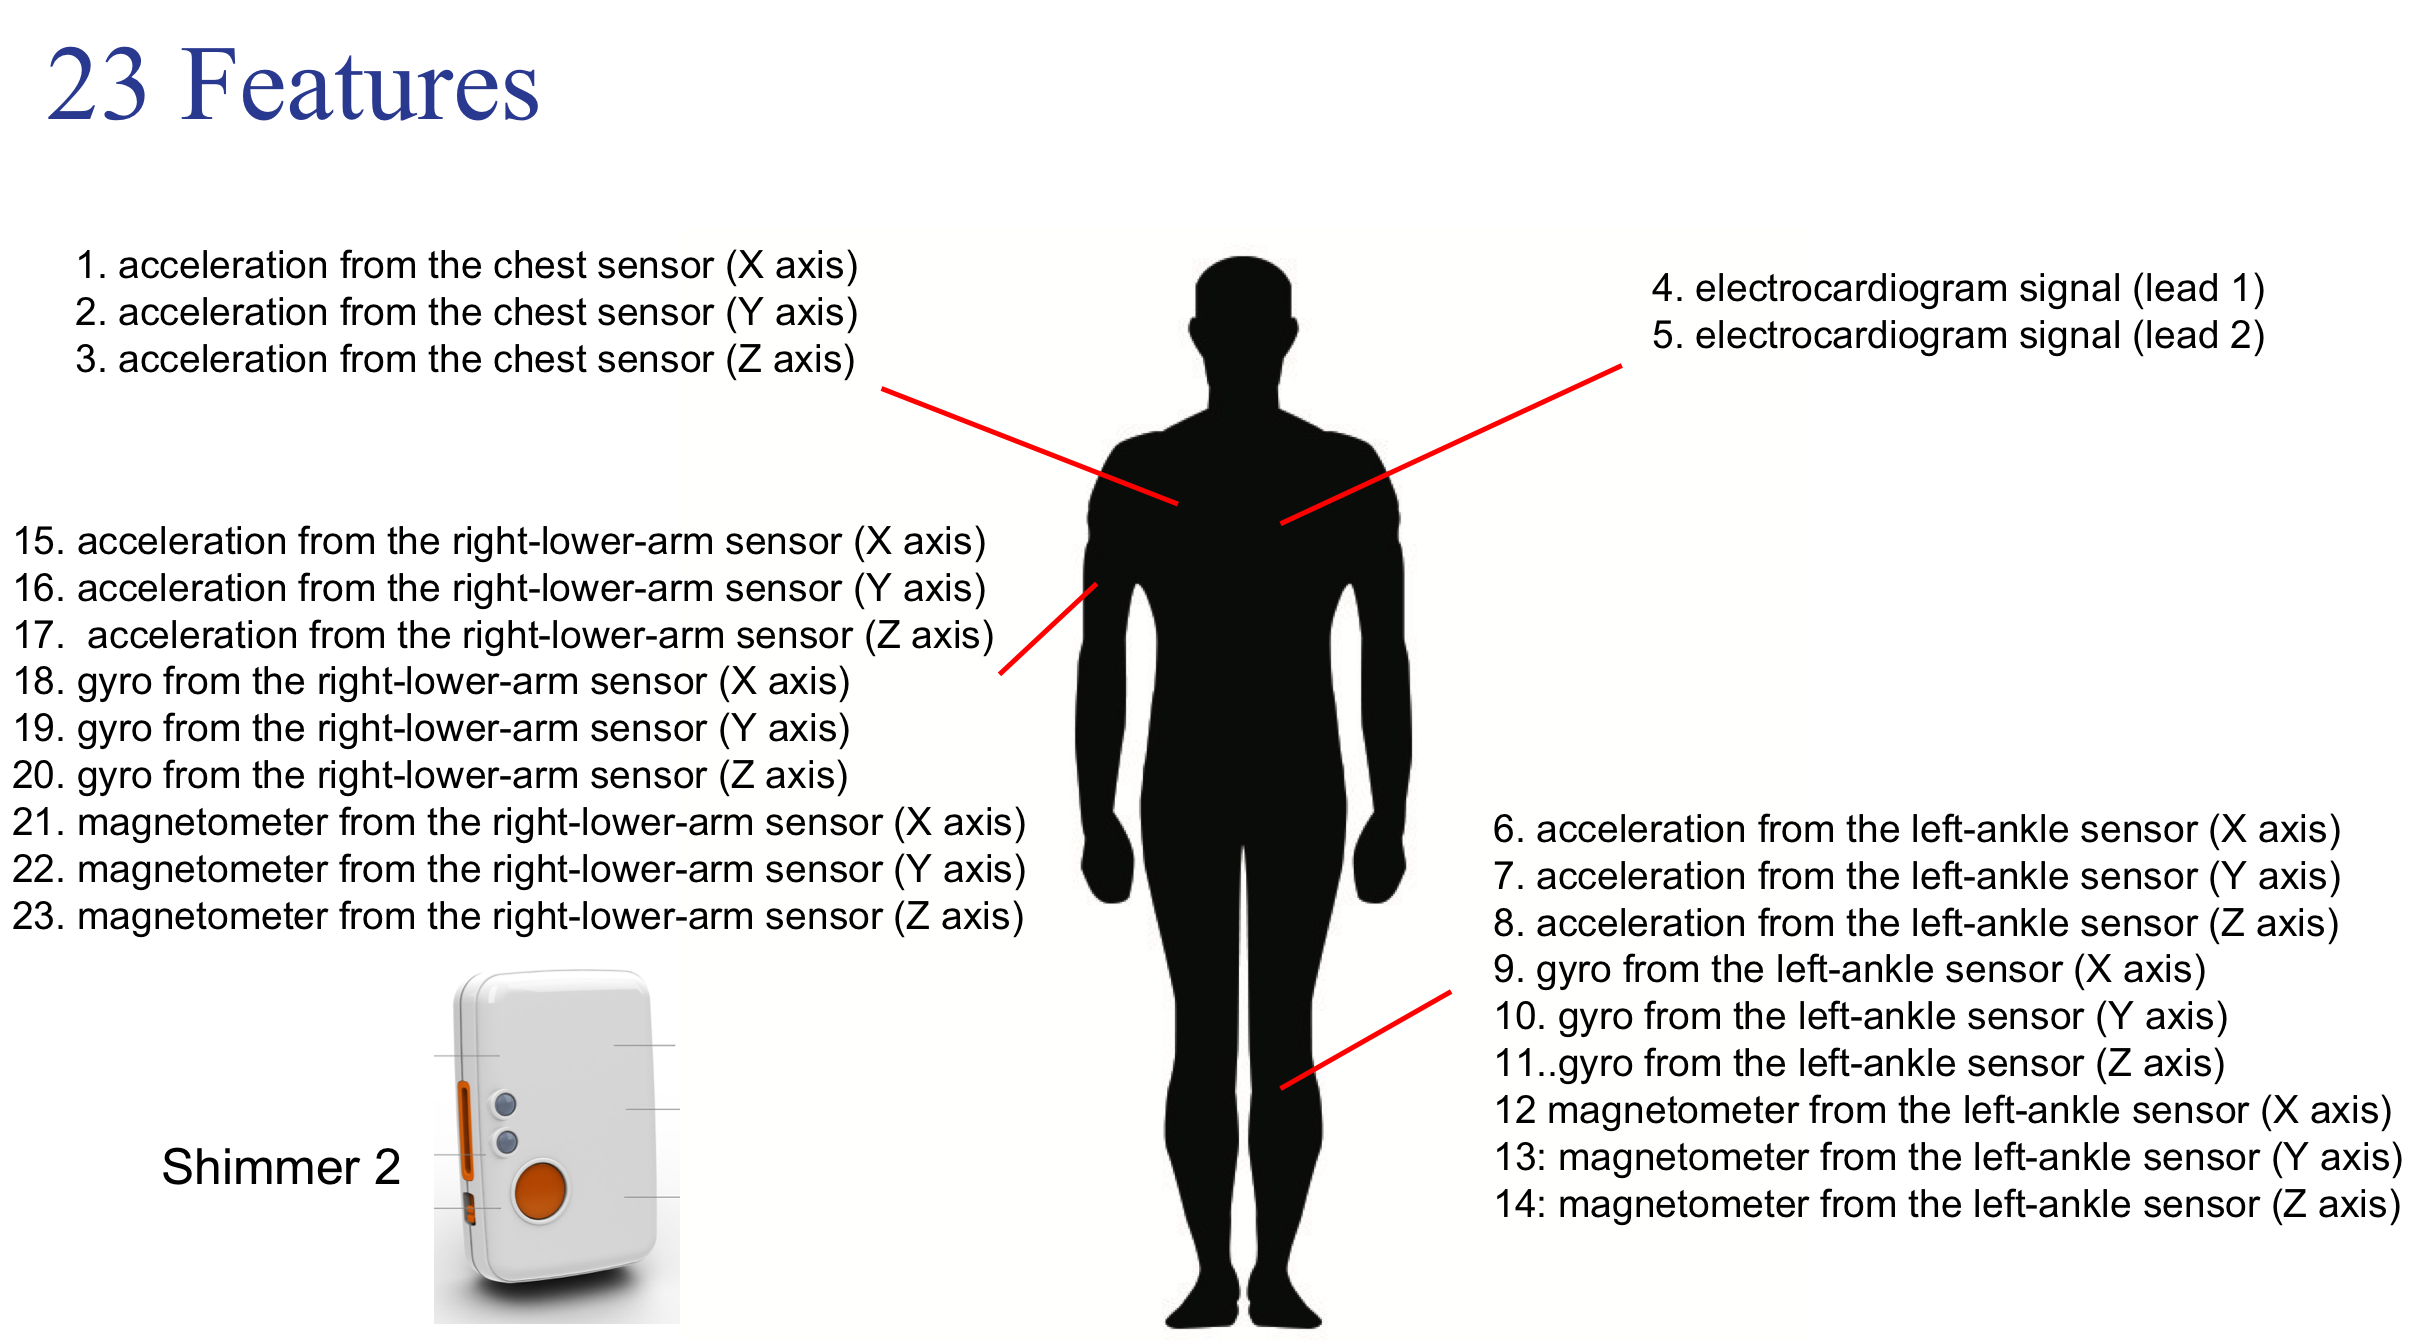 23 Features
1. acceleration from the chest sensor (X axis)
2. acceleration from the chest sensor (Y axis)
3. acceleration from the chest sensor (Z axis)
4. electrocardiogram signal (lead 1)
5. electrocardiogram signal (lead 2)
15. acceleration from the right-lower-arm sensor (X axis)
16. acceleration from the right-lower-arm sensor (Y axis)
17.  acceleration from the right-lower-arm sensor (Z axis)
18. gyro from the right-lower-arm sensor (X axis)
19. gyro from the right-lower-arm sensor (Y axis)
20. gyro from the right-lower-arm sensor (Z axis)
21. magnetometer from the right-lower-arm sensor (X axis)
22. magnetometer from the right-lower-arm sensor (Y axis)
23. magnetometer from the right-lower-arm sensor (Z axis)
6. acceleration from the left-ankle sensor (X axis)
7. acceleration from the left-ankle sensor (Y axis)
8. acceleration from the left-ankle sensor (Z axis)
9. gyro from the left-ankle sensor (X axis)
10. gyro from the left-ankle sensor (Y axis)
11..gyro from the left-ankle sensor (Z axis)
12 magnetometer from the left-ankle sensor (X axis)
13: magnetometer from the left-ankle sensor (Y axis)
14: magnetometer from the left-ankle sensor (Z axis)
Shimmer 2